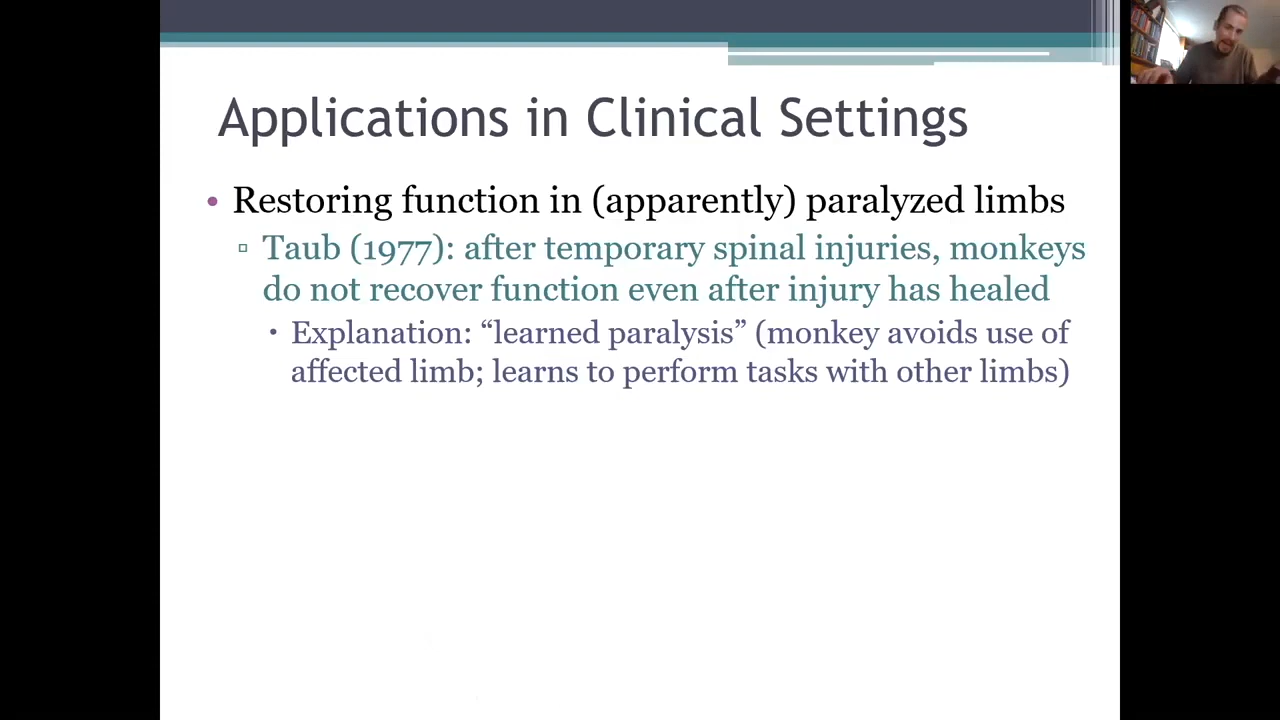 Applications in Clinical Settings
• Restoring function in (apparently) paralyzed limbs
▫ Taub (1977): after temporary spinal injuries, monkeys
do not recover function even after injury has healed
• Explanation: “learned paralysis” (monkey avoids use of
affected limb; learns to perform tasks with other limbs)